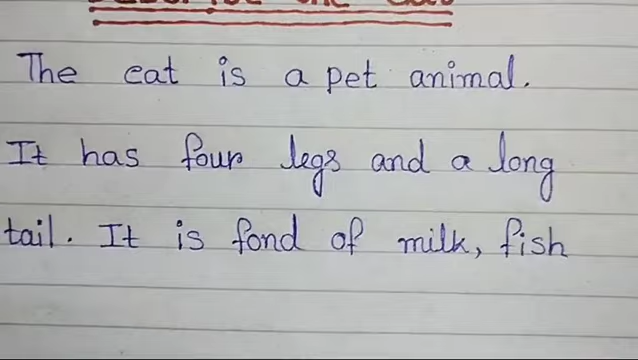 The cat is a pet animal.
It has four legs and a long
tail. It is fond of milk, fish